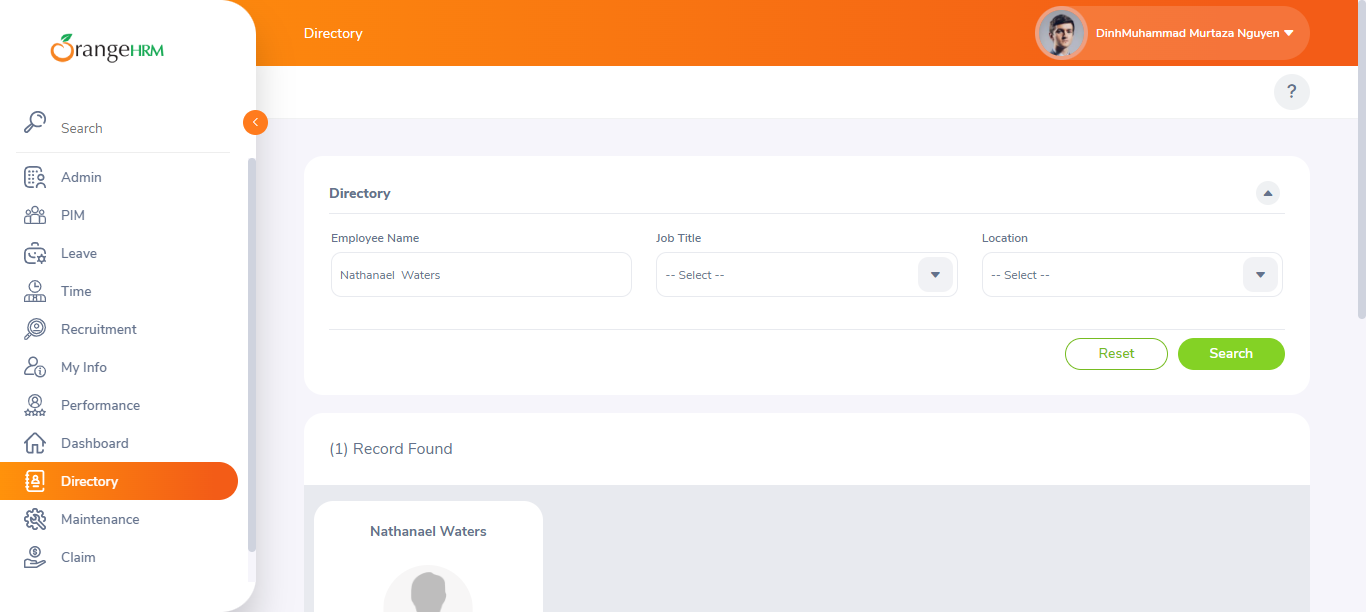 OrangeHRM
Search
Admin
PIM
Leave
Time
Recruitment
My Info
Performance
Dashboard
Directory
Maintenance
Claim
Directory
DinhMuhammad Murtaza Nguyen
?
Directory
Employee Name
Job Title
Location
Nathanael  Waters
-- Select --
-- Select --
Reset
Search
(1) Record Found
Nathanael Waters